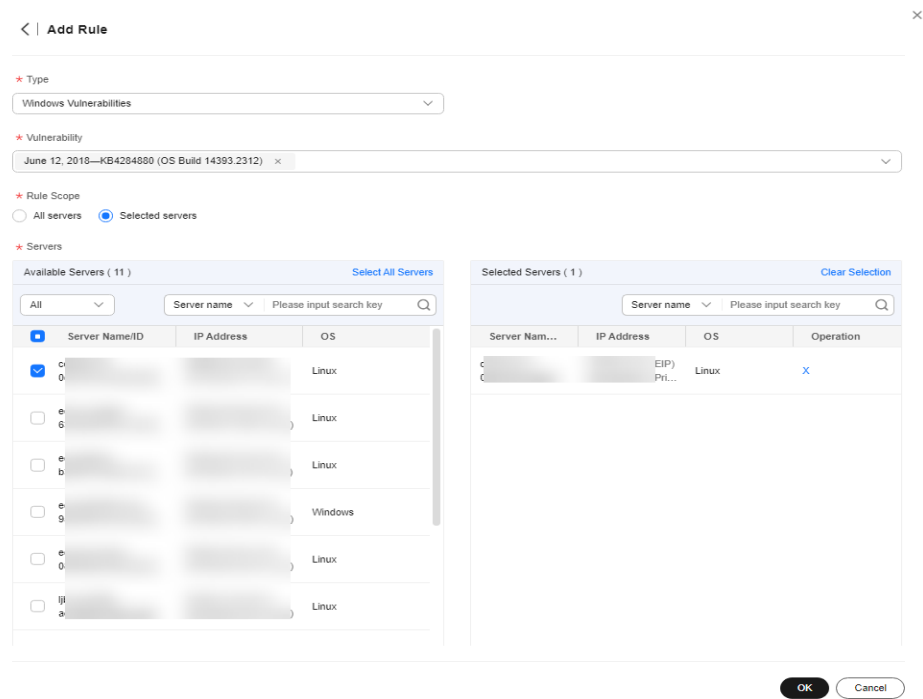 Add Rule
* Type
Windows Vulnerabilities
* Vulnerability
June 12, 2018—KB4284880 (OS Build 14393.2312) ×
* Rule Scope
All servers Selected servers
* Servers
Available Servers ( 11 ) Select All Servers
All Server name Please input search key
Server Name/ID IP Address OS
Linux
Linux
Linux
Windows
Linux
Linux
Selected Servers ( 1 ) Clear Selection
Server name Please input search key
Server Nam... IP Address OS Operation
EIP)
Pri...
Linux X
OK Cancel